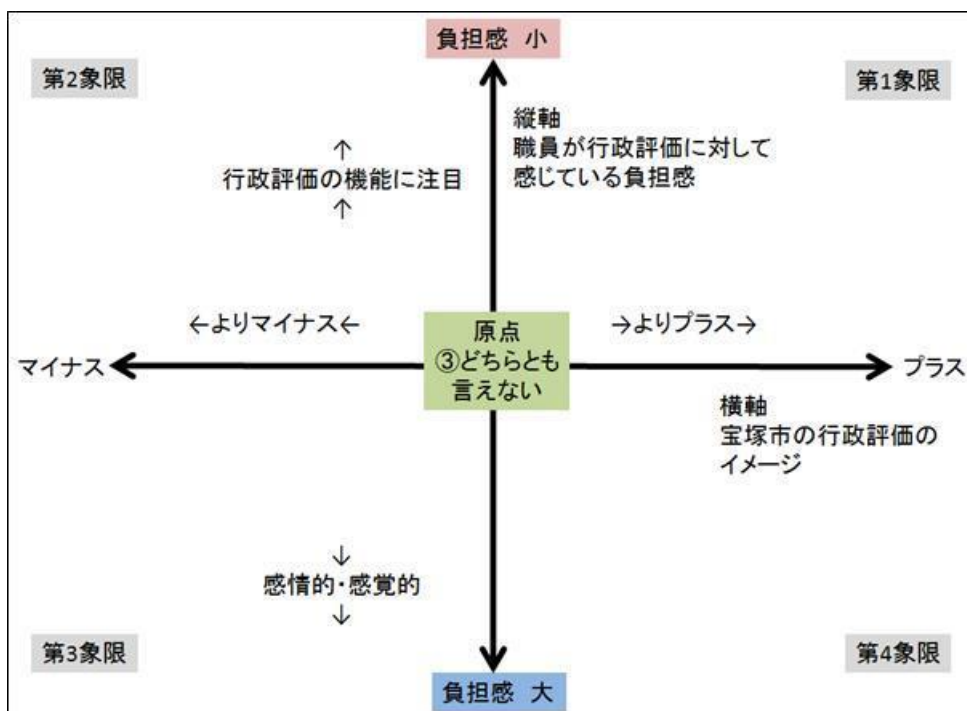 負担感 小
第2象限
第1象限
縦軸
職員が行政評価に対して
感じている負担感
↑
行政評価の機能に注目
↑
←よりマイナス←
原点
③どちらとも
言えない
→よりプラス→
マイナス
プラス
横軸
宝塚市の行政評価の
イメージ
↓
感情的・感覚的
↓
第3象限
第4象限
負担感 大